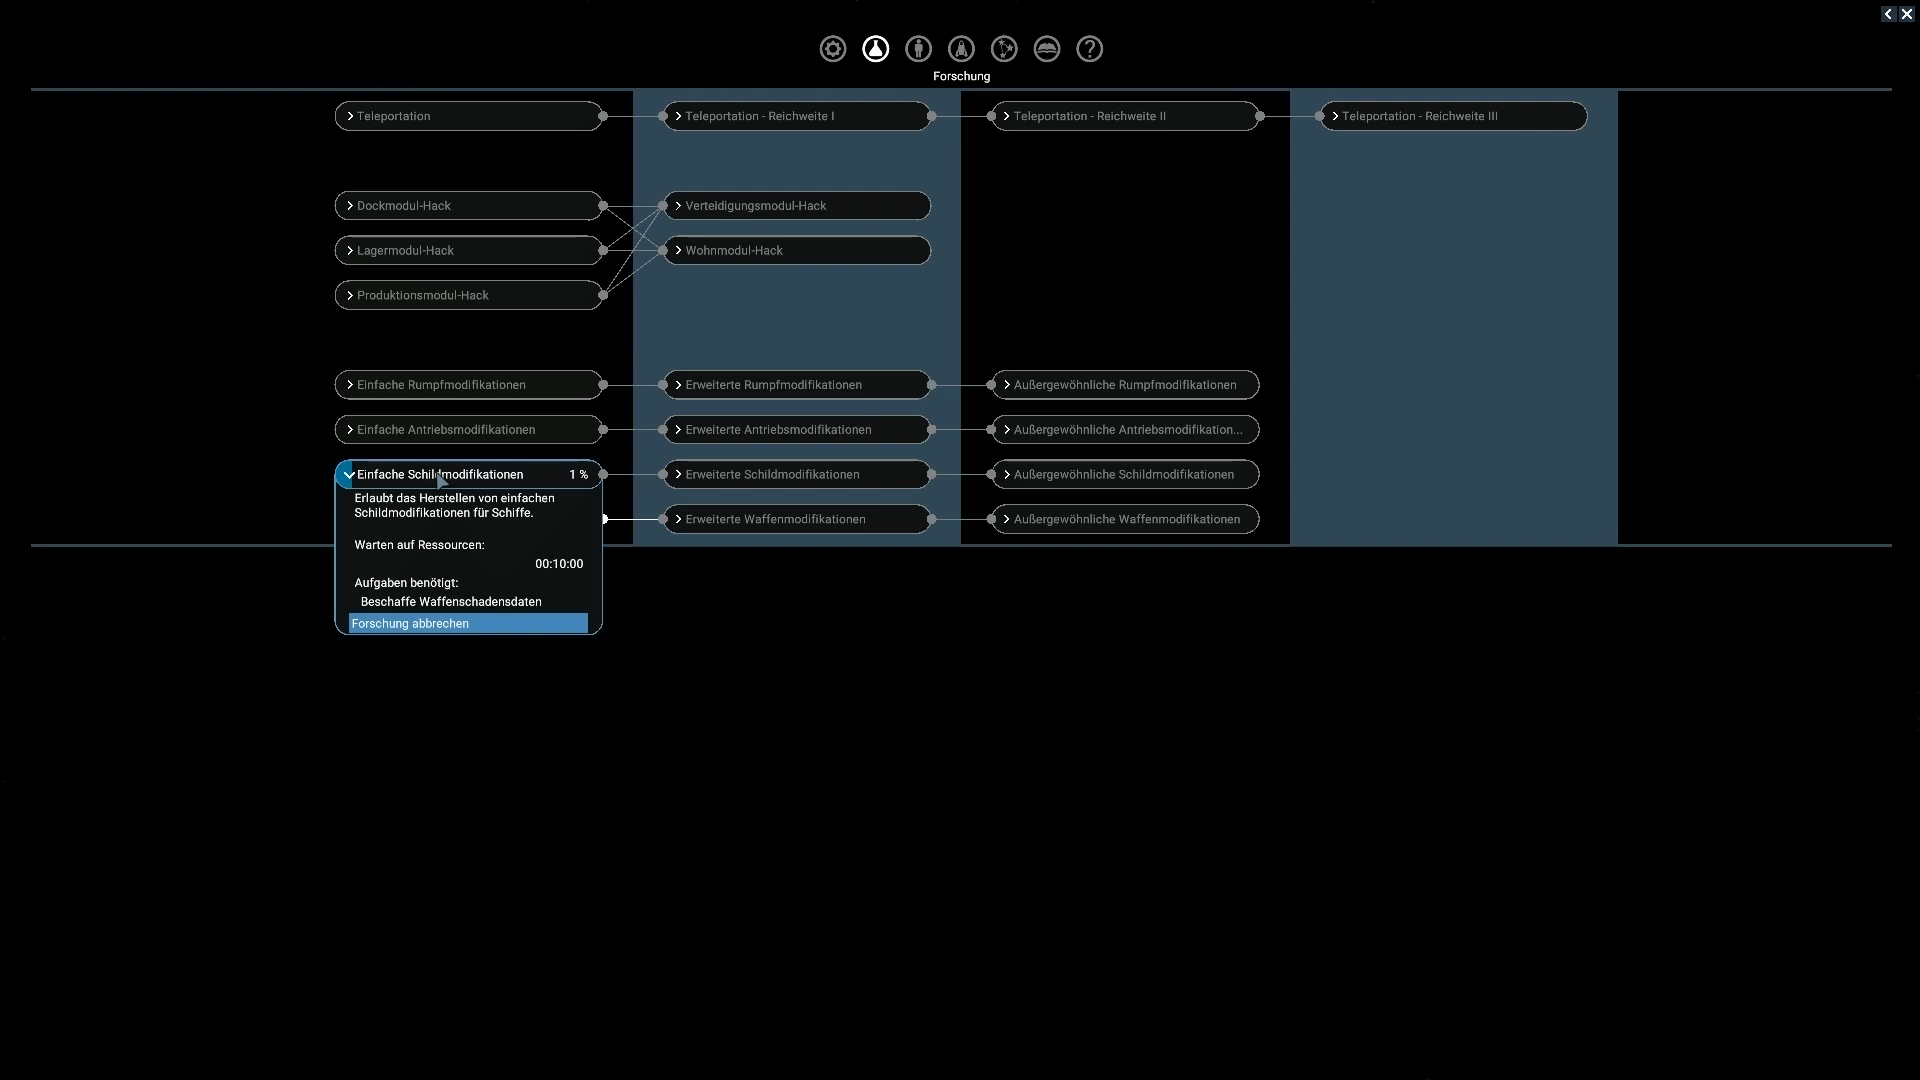 Forschung
Teleportation
Teleportation - Reichweite I
Teleportation - Reichweite II
Teleportation - Reichweite III
Dockmodul-Hack
Verteidigungsmodul-Hack
Lagermodul-Hack
Wohnmodul-Hack
Produktionsmodul-Hack
Einfache Rumpfmodifikationen
Erweiterte Rumpfmodifikationen
Außergewöhnliche Rumpfmodifikationen
Einfache Antriebsmodifikationen
Erweiterte Antriebsmodifikationen
Außergewöhnliche Antriebsmodifikation...
Einfache Schildmodifikationen 1 %
Erweiterte Schildmodifikationen
Außergewöhnliche Schildmodifikationen
Erlaubt das Herstellen von einfachen
Schildmodifikationen für Schiffe.
Erweiterte Waffenmodifikationen
Außergewöhnliche Waffenmodifikationen
Warten auf Ressourcen:
00:10:00
Aufgaben benötigt:
Beschaffe Waffenschadensdaten
Forschung abbrechen